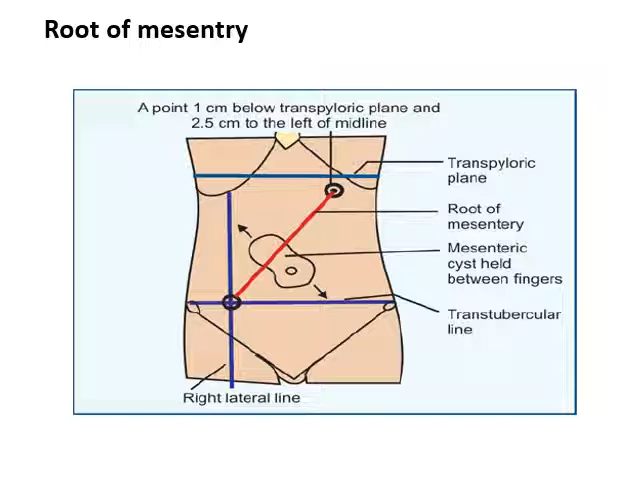 Root of mesentry
A point 1 cm below transpyloric plane and
2.5 cm to the left of midline
Transpyloric
plane
Root of
mesentery
Mesenteric
cyst held
between fingers
Transtubercular
line
Right lateral line